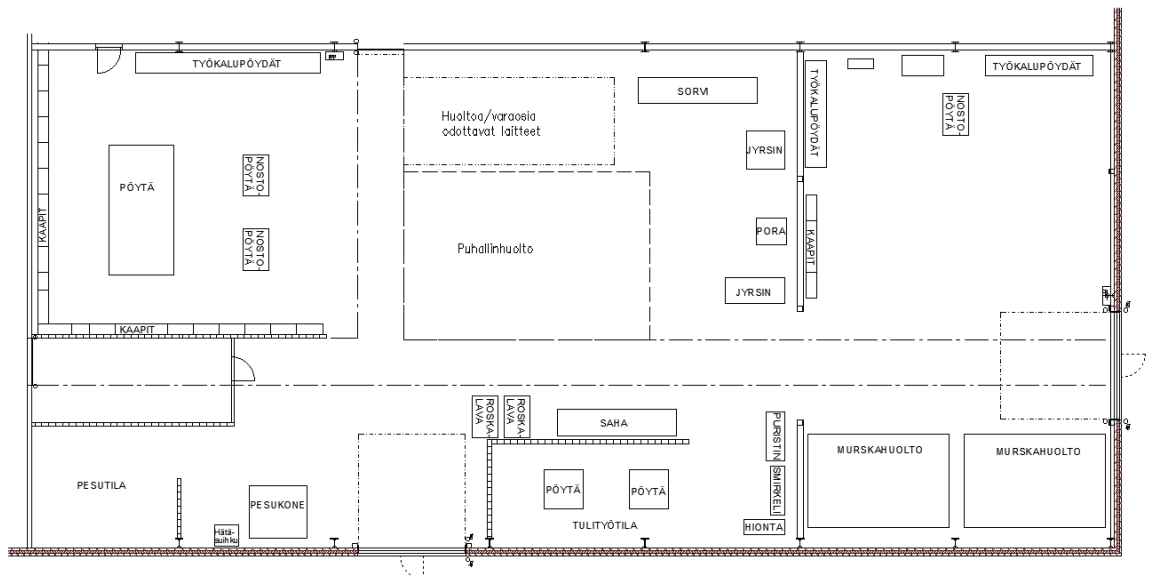 TYÖKALUPÖYDÄT
SORVI
TYÖKALUPÖYDÄT
TYÖKALUPÖYDÄT
Huoltoa/varaosia
odottavat laitteet
NOSTO-
PÖYTÄ
JYRSIN
PÖYTÄ
NOSTO-
PÖYTÄ
KAAPIT
NOSTO-
PÖYTÄ
Puhallinhuolto
PORA
KAAPIT
JYRSIN
KAAPIT
ROSKA-
LAVA
ROSKA-
LAVA
SAHA
PURISTIN
MURSKAHUOLTO
MURSKAHUOLTO
PESUTILA
PESUKONE
PÖYTÄ
PÖYTÄ
SMIRKELI
Hätä-
suihku
TULITYÖTILA
HIONTA